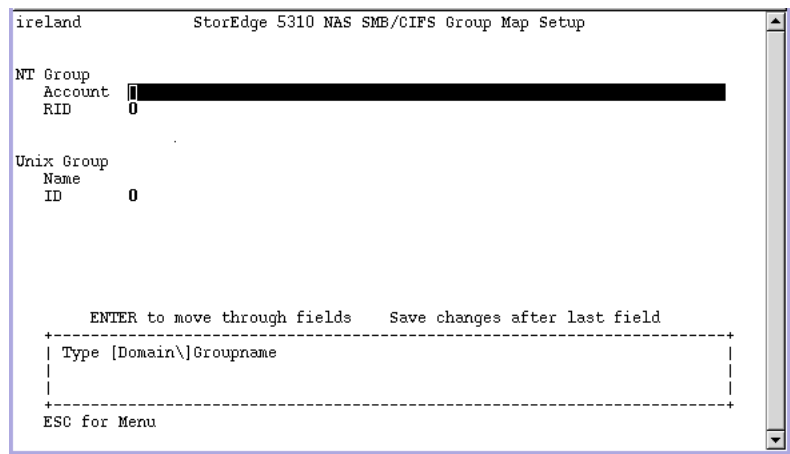 ireland StorEdge 5310 NAS SMB/CIFS Group Map Setup
NT Group
Account
RID 0
Unix Group
Name
ID 0
ENTER to move through fields Save changes after last field
Type [Domain\]Groupname
ESC for Menu